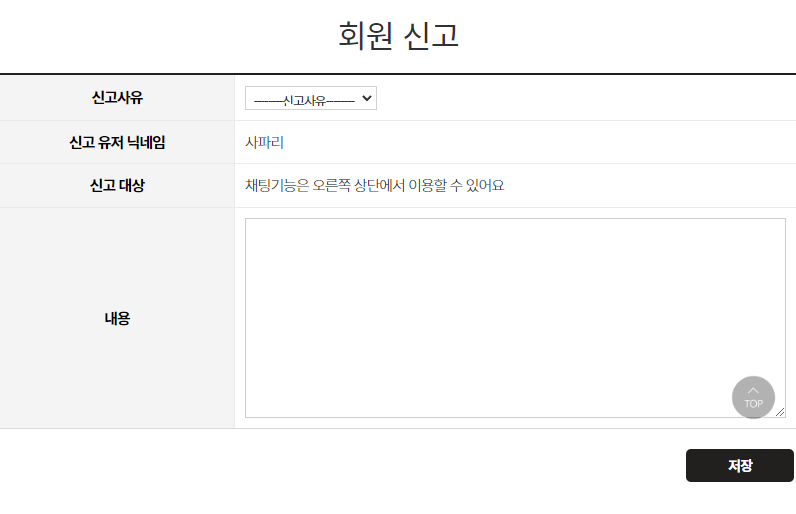 회원 신고
신고사유
-------신고사유-------
신고 유저 닉네임
사파리
신고 대상
채팅기능은 오른쪽 상단에서 이용할 수 있어요
내용
TOP
저장